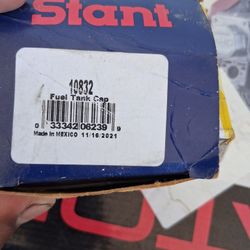 Stant
10832
Fuel Tank Cap
0 33342 06239 9
Made in MEXICO 11/16/2021